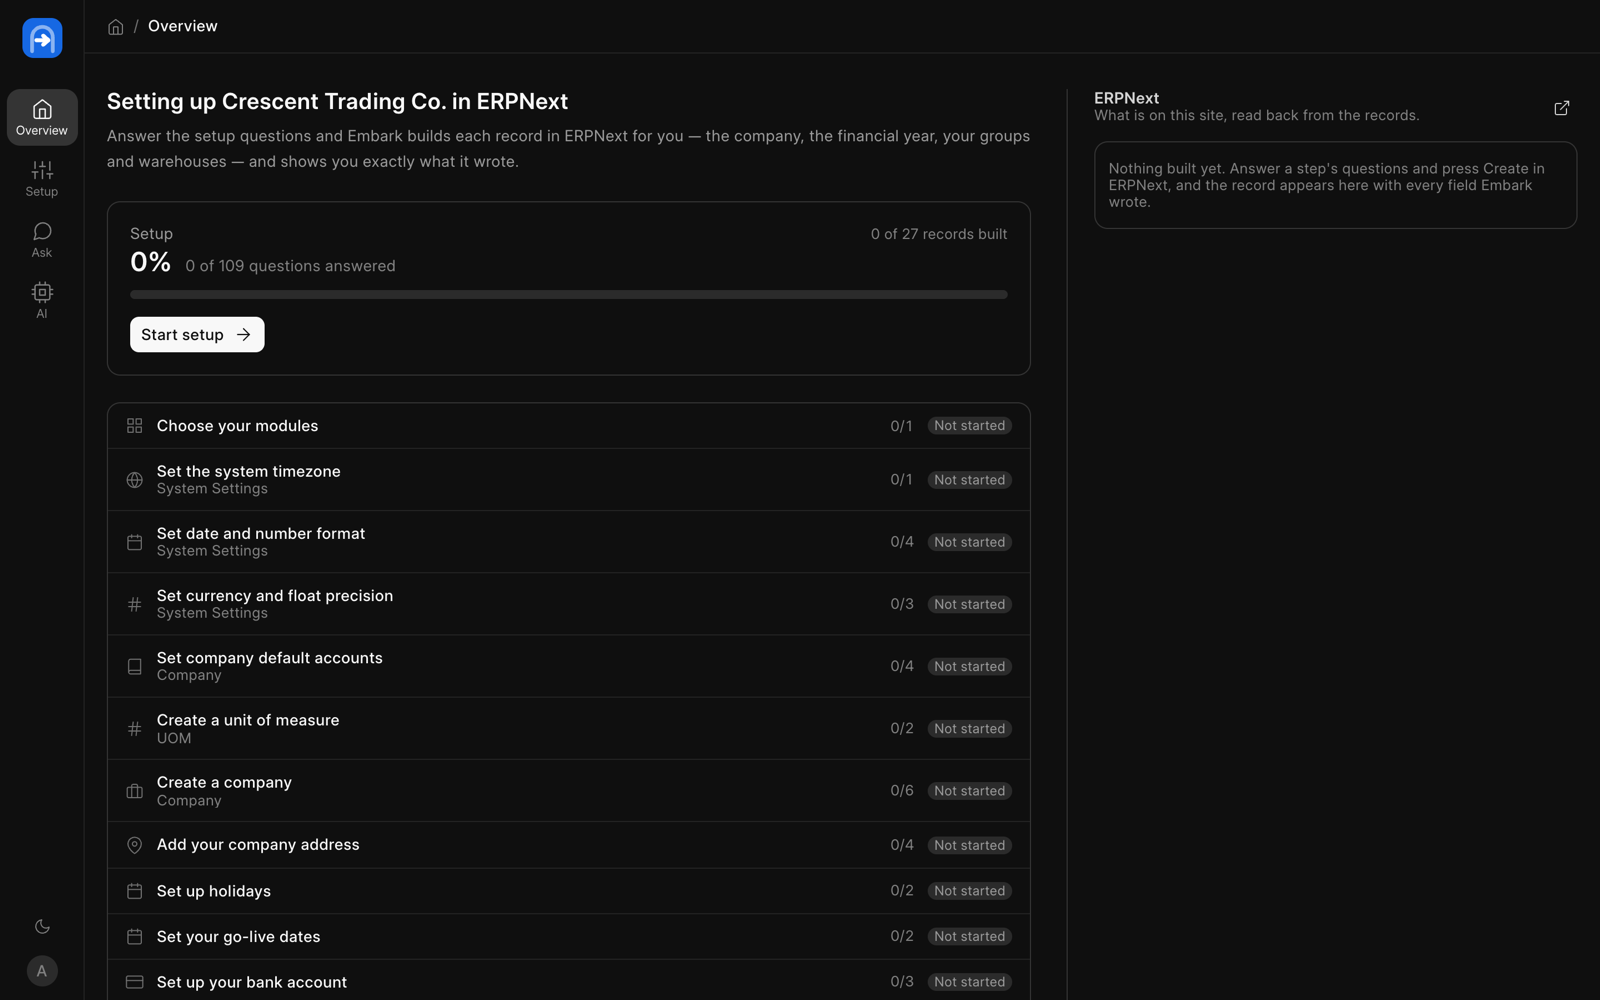 / Overview
Overview
Setup
Ask
AI
A
Setting up Crescent Trading Co. in ERPNext
Answer the setup questions and Embark builds each record in ERPNext for you — the company, the financial year, your groups
and warehouses — and shows you exactly what it wrote.
Setup
0 of 27 records built
0% 0 of 109 questions answered
Start setup
Choose your modules 0/1 Not started
Set the system timezone
System Settings
0/1 Not started
Set date and number format
System Settings
0/4 Not started
Set currency and float precision
System Settings
0/3 Not started
Set company default accounts
Company
0/4 Not started
Create a unit of measure
UOM
0/2 Not started
Create a company
Company
0/6 Not started
Add your company address 0/4 Not started
Set up holidays 0/2 Not started
Set your go-live dates 0/2 Not started
Set up your bank account 0/3 Not started
ERPNext
What is on this site, read back from the records.
Nothing built yet. Answer a step's questions and press Create in
ERPNext, and the record appears here with every field Embark
wrote.